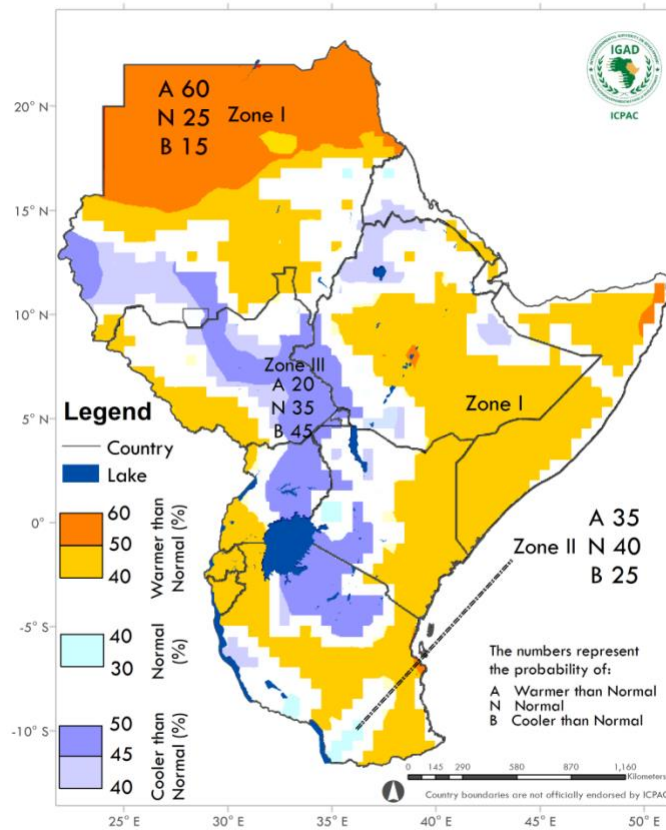 IGAD
ICPAC
20° N
15° N
10° N
5° N
0°
-5° S
-10° S
A 60
N 25
B 15
Zone I
Zone III
A 20
N 35
B 45
Zone I
A 35
Zone II N 40
B 25
Legend
Country
Lake
60
50
40
Warmer than
Normal (%)
40
30
Normal
(%)
50
45
40
Cooler than
Normal (%)
The numbers represent
the probability of:
A Warmer than Normal
N Normal
B Cooler than Normal
0 145 290 580 870 1,160
Kilometers
Country boundaries are not officially endorsed by ICPAC
25° E 30° E 35° E 40° E 45° E 50° E